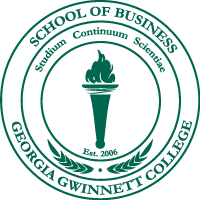 SCHOOL OF BUSINESS
Studium Continuum Scientiae
Est. 2006
GEORGIA GWINNETT COLLEGE